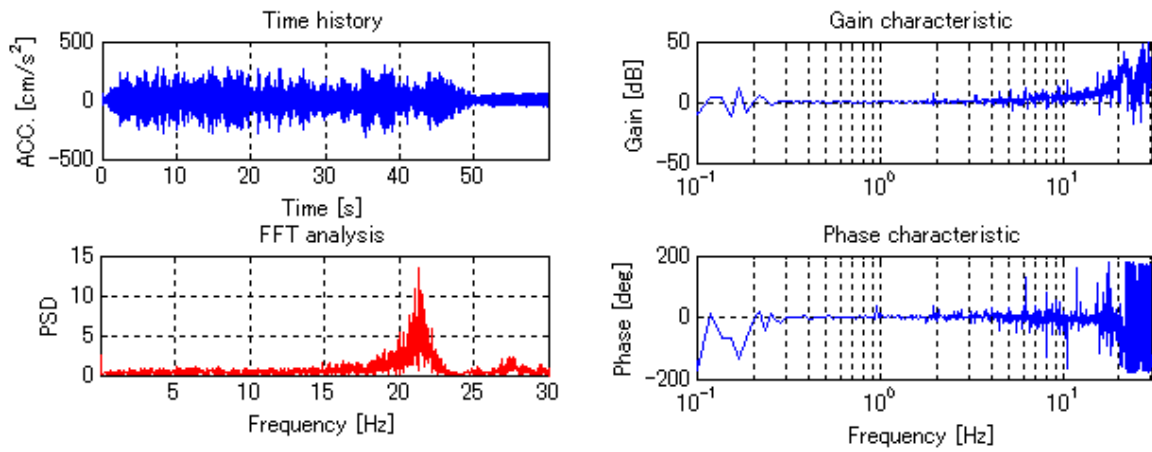 Time history
500
0
-500
ACC. [cm/s²]
0 10 20 30 40 50
Time [s]
Gain characteristic
50
0
-50
Gain [dB]
10⁻¹ 10⁰ 10¹
FFT analysis
15
10
5
0
PSD
5 10 15 20 25 30
Frequency [Hz]
Phase characteristic
200
0
-200
Phase [deg]
10⁻¹ 10⁰ 10¹
Frequency [Hz]